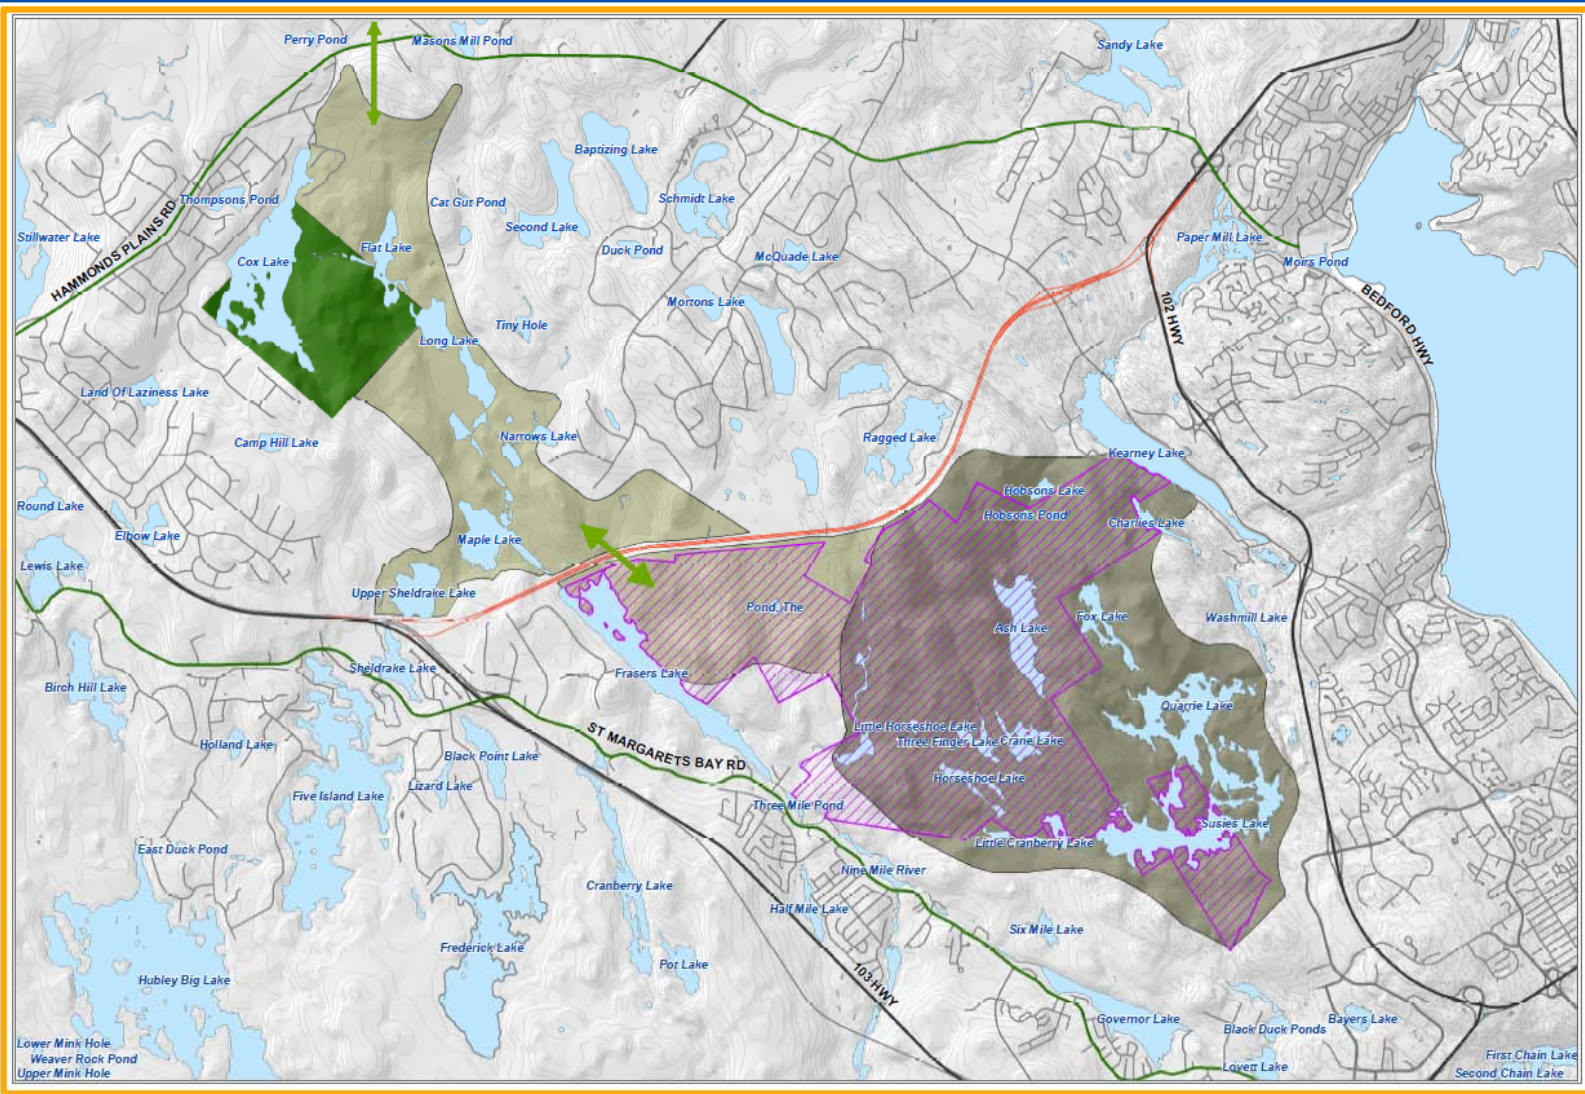 Perry Pond
Masons Mill Pond
Sandy Lake
Baptizing Lake
Thompsons Pond
Cat Gut Pond
Schmidt Lake
Stillwater Lake
HAMMONDS PLAINS RD
Second Lake
Flat Lake
Duck Pond
McQuade Lake
Paper Mill Lake
Moirs Pond
Cox Lake
Mortons Lake
102 HWY
BEDFORD HWY
Tiny Hole
Long Lake
Land Of Laziness Lake
Camp Hill Lake
Narrows Lake
Ragged Lake
Kearney Lake
Round Lake
Hobsons Lake
Hobsons Pond
Charlies Lake
Elbow Lake
Maple Lake
Lewis Lake
Upper Sheldrake Lake
Pond, The
Ash Lake
Fox Lake
Washmill Lake
Sheldrake Lake
Frasers Lake
Birch Hill Lake
Quarrie Lake
Little Horseshoe Lake
Three Finger Lake
Crane Lake
Holland Lake
ST MARGARETS BAY RD
Black Point Lake
Horseshoe Lake
Lizard Lake
Five Island Lake
Three Mile Pond
Susies Lake
Little Cranberry Lake
East Duck Pond
Nine Mile River
Cranberry Lake
Half Mile Lake
Six Mile Lake
Frederick Lake
Pot Lake
Hubley Big Lake
103 HWY
Governor Lake
Black Duck Ponds
Bayers Lake
Lower Mink Hole
Weaver Rock Pond
Upper Mink Hole
Lovett Lake
First Chain Lake
Second Chain Lake